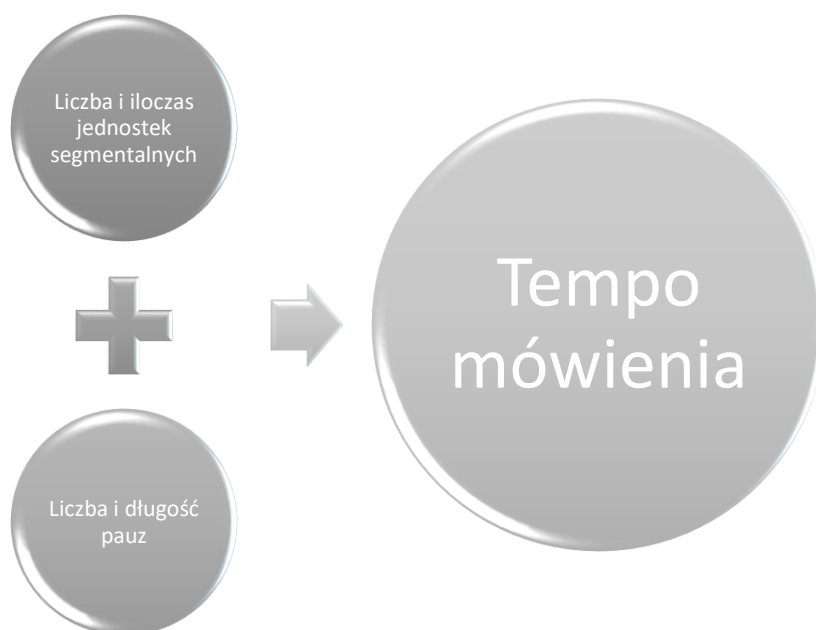 Liczba i iloczas
jednostek
segmentalnych
Liczba i długość
pauz
Tempo
mówienia